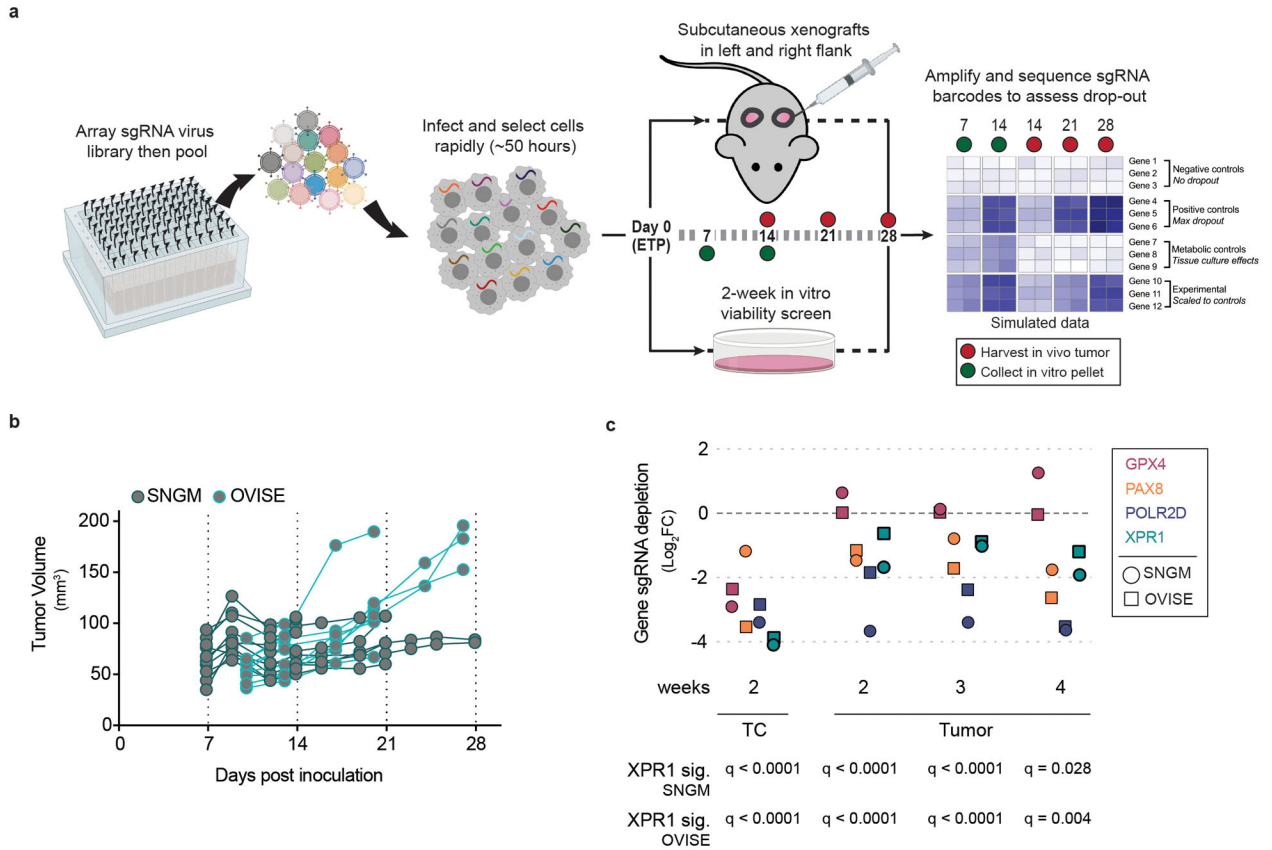 a
Array sgRNA virus
library then pool
Infect and select cells
rapidly (~50 hours)
Subcutaneous xenografts
in left and right flank
Day 0
(ETP)
7
14
21
28
2-week in vitro
viability screen
Amplify and sequence sgRNA
barcodes to assess drop-out
7 14 14 21 28
Gene 1
Gene 2
Gene 3
Negative controls
No dropout
Gene 4
Gene 5
Gene 6
Positive controls
Max dropout
Gene 7
Gene 8
Gene 9
Metabolic controls
Tissue culture effects
Gene 10
Gene 11
Gene 12
Experimental
Scaled to controls
Simulated data
Harvest in vivo tumor
Collect in vitro pellet
b
SNGM OVISE
Tumor Volume
(mm³)
200
150
100
50
0
0 7 14 21 28
Days post inoculation
c
Gene sgRNA depletion
(Log₂FC)
2
0
-2
-4
GPX4
PAX8
POLR2D
XPR1
SNGM
OVISE
weeks 2 2 3 4
TC Tumor
XPR1 sig. q < 0.0001 q < 0.0001 q < 0.0001 q = 0.028
SNGM
XPR1 sig. q < 0.0001 q < 0.0001 q < 0.0001 q = 0.004
OVISE